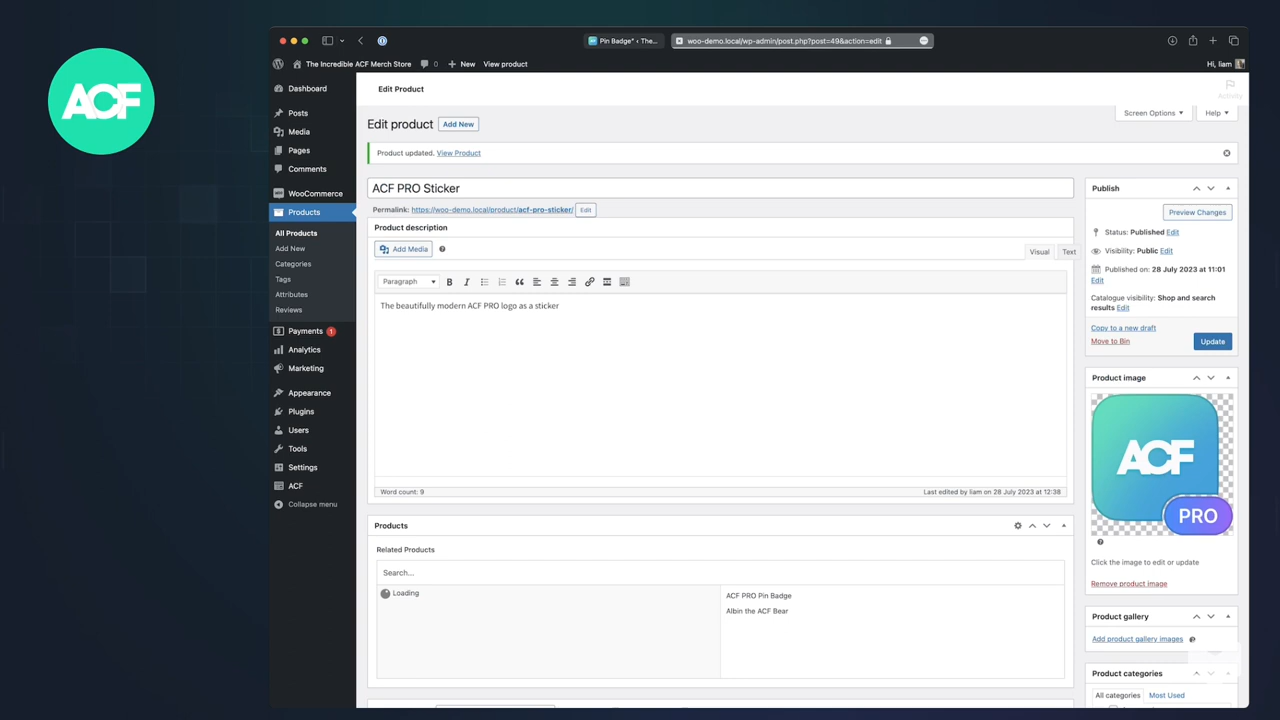 ACF
Pin Badge" ‹ The...
woo-demo.local/wp-admin/post.php?post=49&action=edit
The Incredible ACF Merch Store
0
New
View product
Hi, liam
Dashboard
Posts
Media
Pages
Comments
WooCommerce
Products
All Products
Add New
Categories
Tags
Attributes
Reviews
Payments 1
Analytics
Marketing
Appearance
Plugins
Users
Tools
Settings
ACF
Collapse menu
Edit Product
Activity
Screen Options
Help
Edit product
Add New
Product updated. View Product
ACF PRO Sticker
Permalink: https://woo-demo.local/product/acf-pro-sticker/ Edit
Product description
Add Media
Visual
Text
Paragraph
B I
The beautifully modern ACF PRO logo as a sticker
Word count: 9
Last edited by liam on 28 July 2023 at 12:38
Products
Related Products
Search...
Loading
ACF PRO Pin Badge
Albin the ACF Bear
Publish
Preview Changes
Status: Published Edit
Visibility: Public Edit
Published on: 28 July 2023 at 11:01
Edit
Catalogue visibility: Shop and search
results Edit
Copy to a new draft
Move to Bin
Update
Product image
ACF
PRO
Click the image to edit or update
Remove product image
Product gallery
Add product gallery images
Product categories
All categories
Most Used